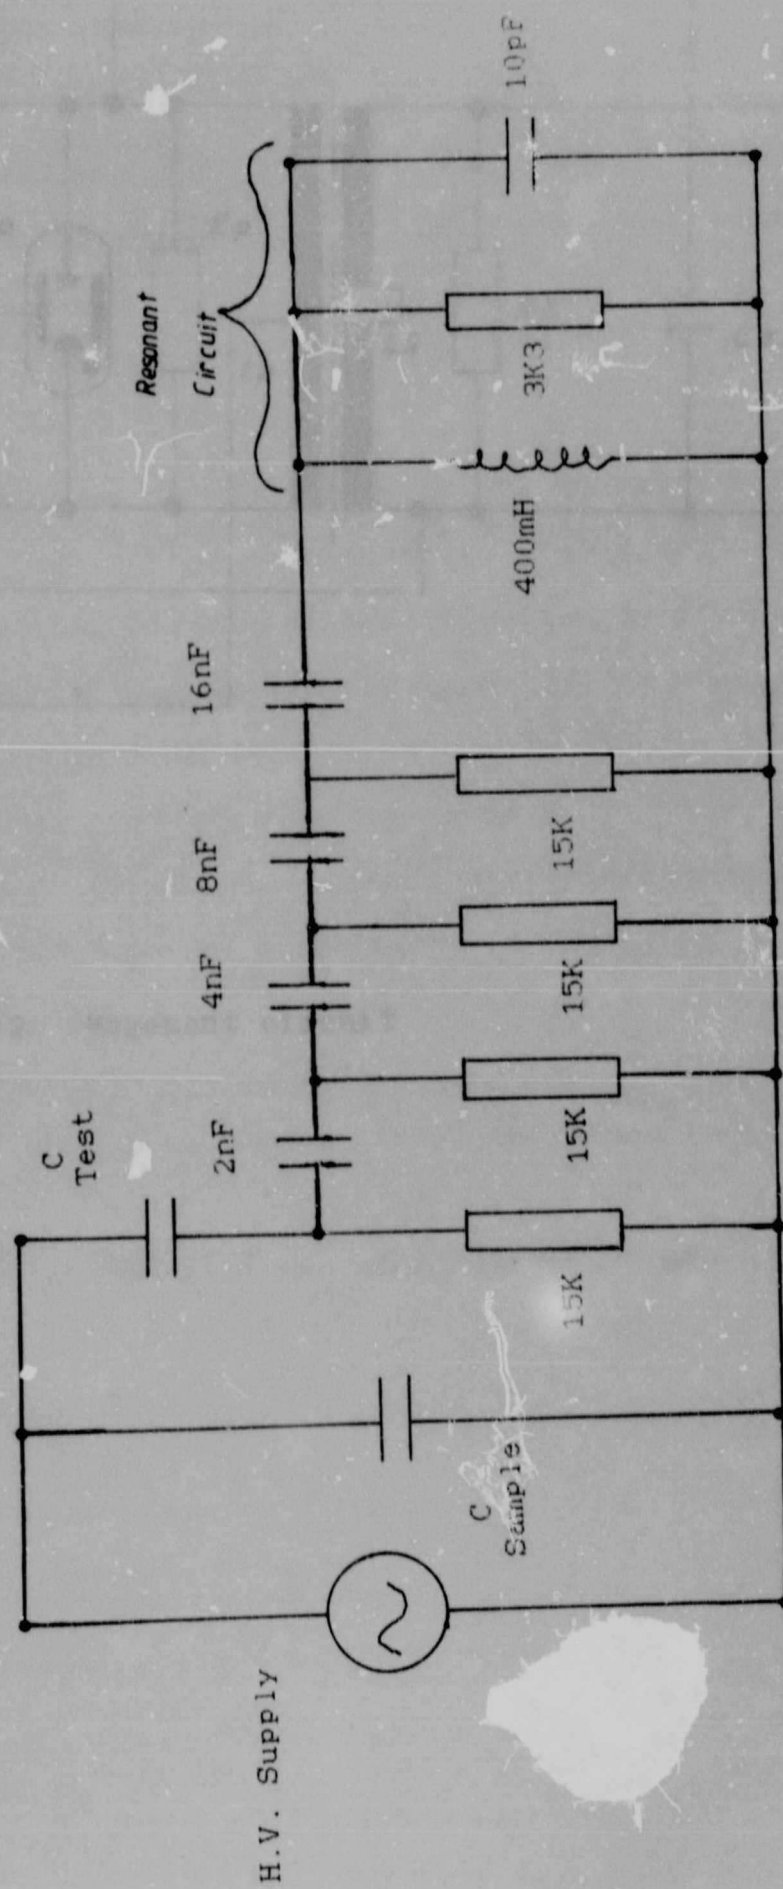 H.V. Supply
C
Sample
C
Test
15K
2nF
15K
4nF
15K
8nF
15K
16nF
400mH
3K3
10pF
Resonant
Circuit